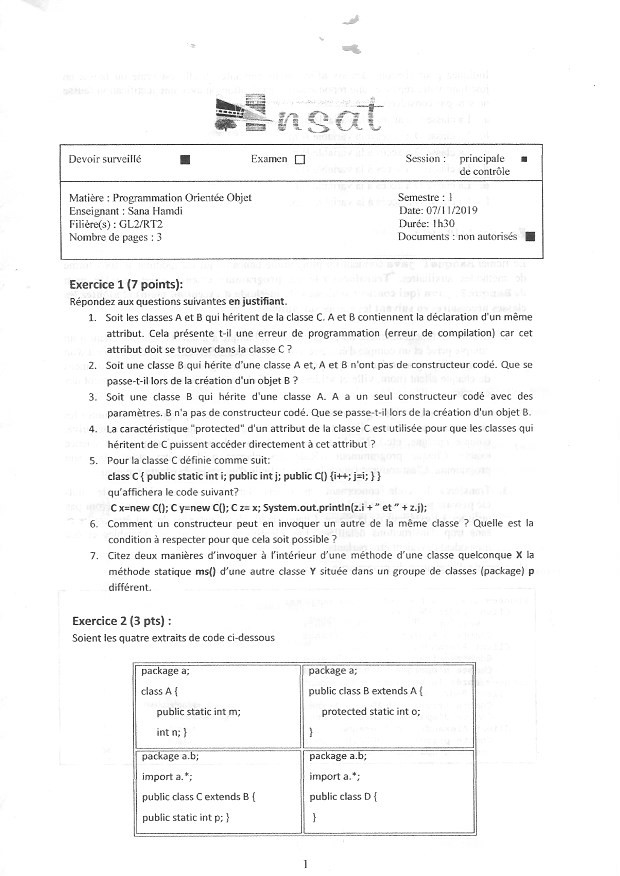 Insat
Devoir surveillé Examen Session : principale
de contrôle
Matière : Programmation Orientée Objet Semestre : 1
Enseignant : Sana Hamdi Date: 07/11/2019
Filière(s) : GL2/RT2 Durée: 1h30
Nombre de pages : 3 Documents : non autorisés
Exercice 1 (7 points):
Répondez aux questions suivantes en justifiant.
1. Soit les classes A et B qui héritent de la classe C. A et B contiennent la déclaration d'un même
attribut. Cela présente t-il une erreur de programmation (erreur de compilation) car cet
attribut doit se trouver dans la classe C ?
2. Soit une classe B qui hérite d'une classe A et, A et B n'ont pas de constructeur codé. Que se
passe-t-il lors de la création d'un objet B ?
3. Soit une classe B qui hérite d'une classe A. A a un seul constructeur codé avec des
paramètres. B n'a pas de constructeur codé. Que se passe-t-il lors de la création d'un objet B.
4. La caractéristique "protected" d'un attribut de la classe C est utilisée pour que les classes qui
héritent de C puissent accéder directement à cet attribut ?
5. Pour la classe C définie comme suit:
class C { public static int i; public int j; public C() {i++; j=i; } }
qu'affichera le code suivant?
C x=new C(); C y=new C(); C z= x; System.out.println(z.i + " et " + z.j);
6. Comment un constructeur peut en invoquer un autre de la même classe ? Quelle est la
condition à respecter pour que cela soit possible ?
7. Citez deux manières d'invoquer à l'intérieur d'une méthode d'une classe quelconque X la
méthode statique ms() d'une autre classe Y située dans un groupe de classes (package) p
différent.
Exercice 2 (3 pts) :
Soient les quatre extraits de code ci-dessous
package a;
class A {
public static int m;
int n; }
package a;
public class B extends A {
protected static int o;
}
package a.b;
import a.*;
public class C extends B {
public static int p; }
package a.b;
import a.*;
public class D {
}
1